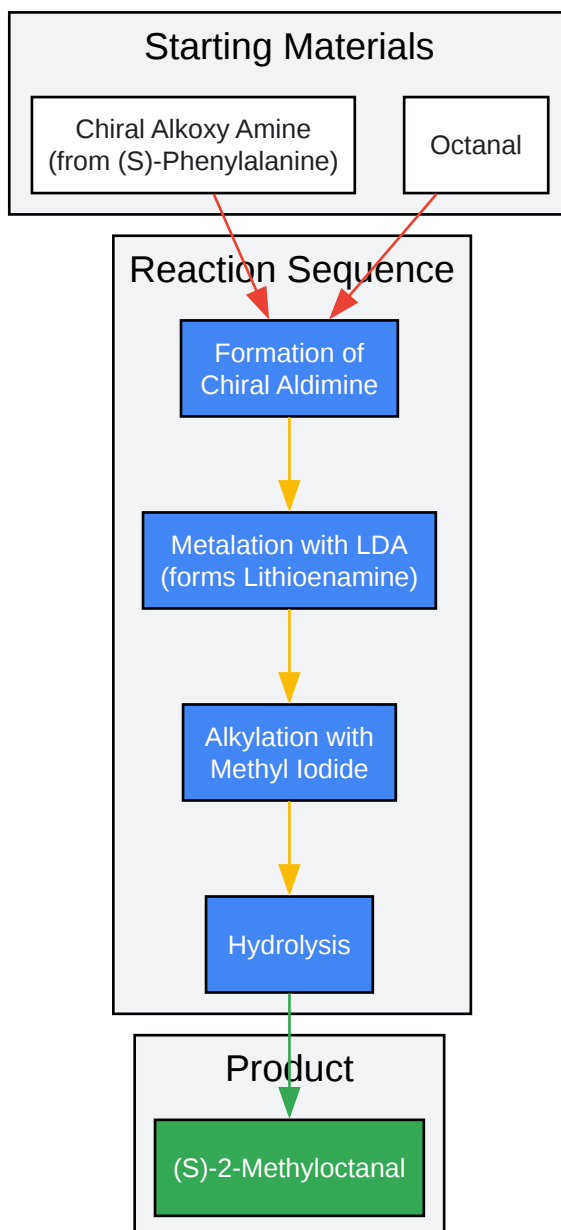 Starting Materials
Chiral Alkoxy Amine
(from (S)-Phenylalanine)
Octanal
Reaction Sequence
Formation of
Chiral Aldimine
Metalation with LDA
(forms Lithioenamine)
Alkylation with
Methyl Iodide
Hydrolysis
Product
(S)-2-Methyloctanal